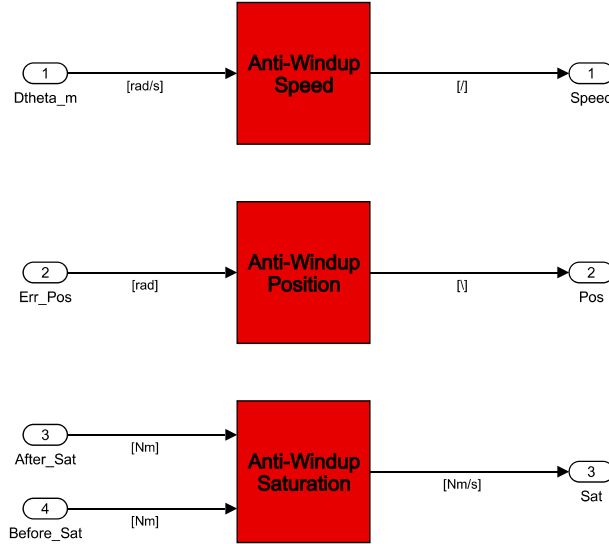 Anti-Windup
Speed
1
1
[rad/s]
[/]
Dtheta_m
Speed
Anti-Windup
Position
2
2
[rad]
[\]
Err_Pos
Pos
3
After_Sat
[Nm]
Anti-Windup
Saturation
3
[Nm/s]
Sat
4
[Nm]
Before_Sat